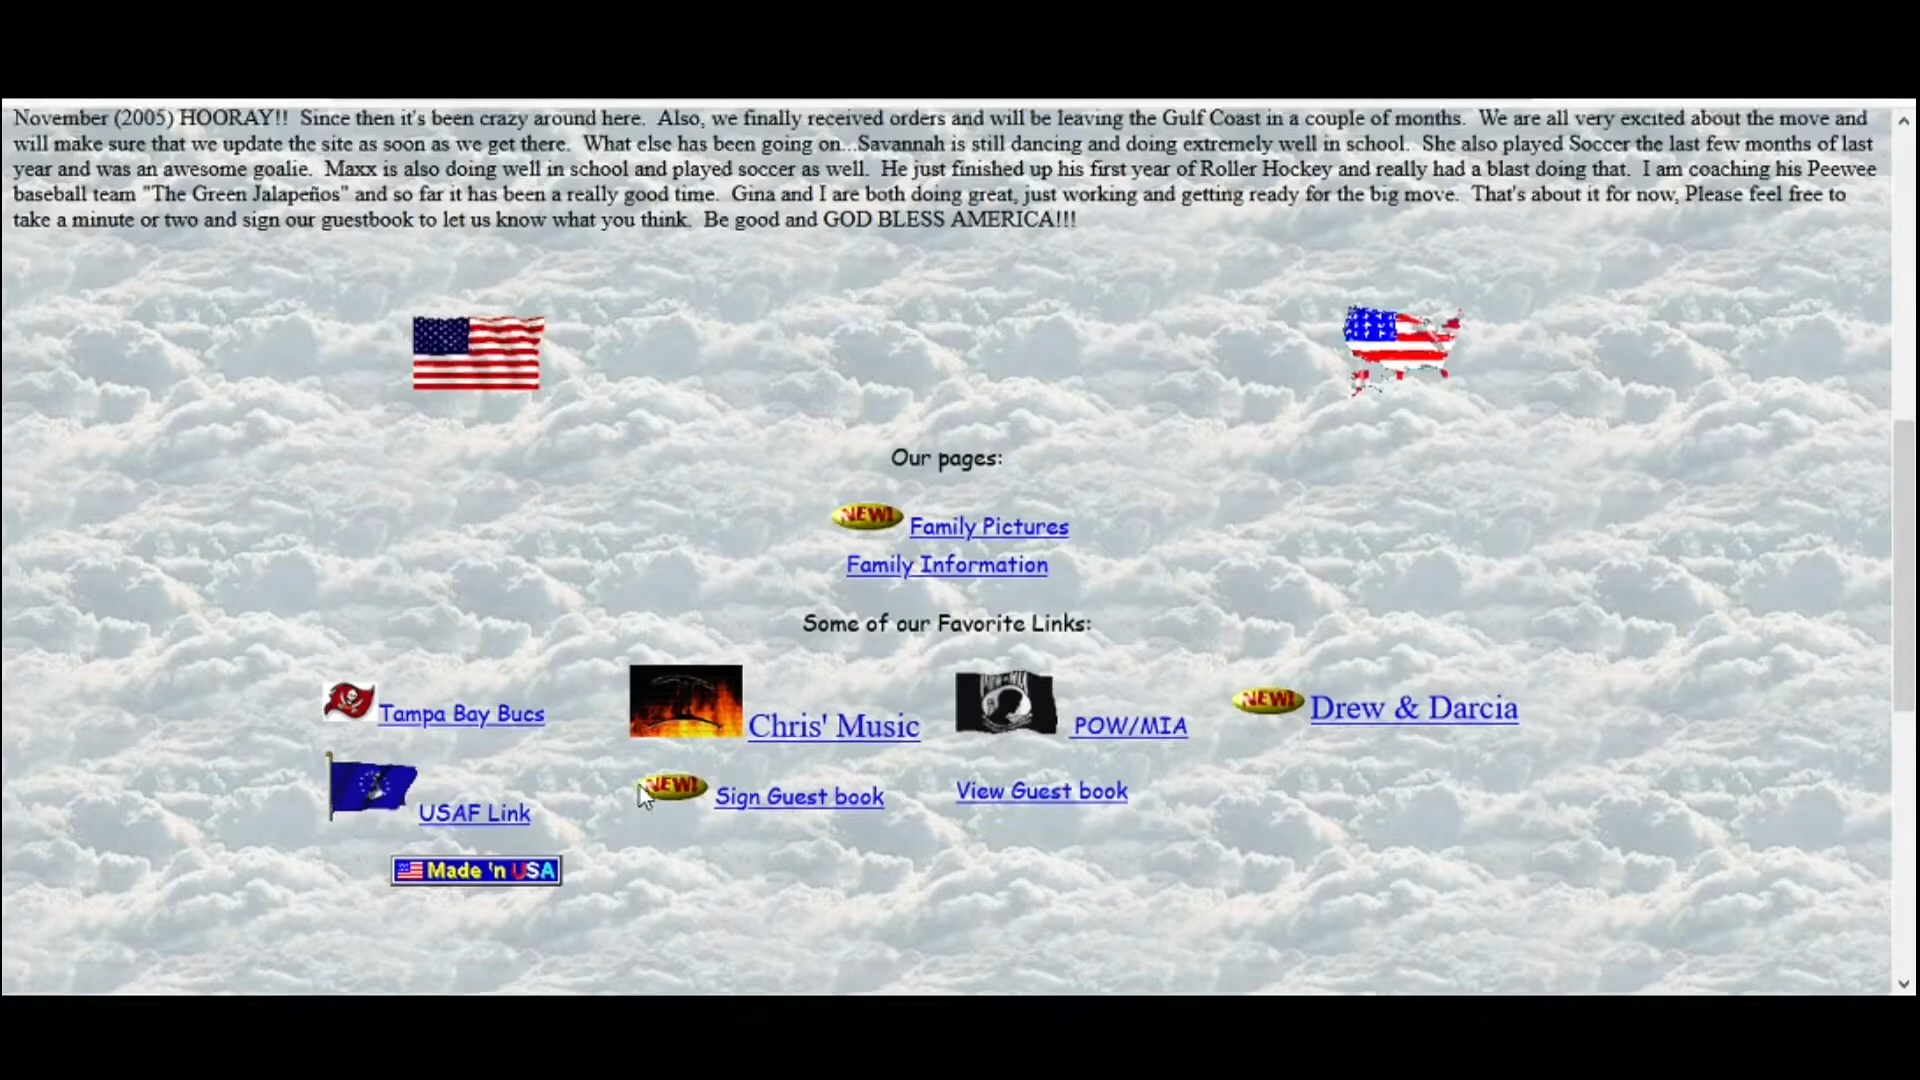 November (2005) HOORAY!!  Since then it's been crazy around here.  Also, we finally received orders and will be leaving the Gulf Coast in a couple of months.  We are all very excited about the move and
will make sure that we update the site as soon as we get there.  What else has been going on...Savannah is still dancing and doing extremely well in school.  She also played Soccer the last few months of last
year and was an awesome goalie.  Maxx is also doing well in school and played soccer as well.  He just finished up his first year of Roller Hockey and really had a blast doing that.  I am coaching his Peewee
baseball team "The Green Jalapeños" and so far it has been a really good time.  Gina and I are both doing great, just working and getting ready for the big move.  That's about it for now, Please feel free to
take a minute or two and sign our guestbook to let us know what you think.  Be good and GOD BLESS AMERICA!!!
Our pages:
NEW! Family Pictures
Family Information
Some of our Favorite Links:
Tampa Bay Bucs
Chris' Music
POW/MIA
NEW! Drew & Darcia
USAF Link
NEW! Sign Guest book
View Guest book
Made 'n USA